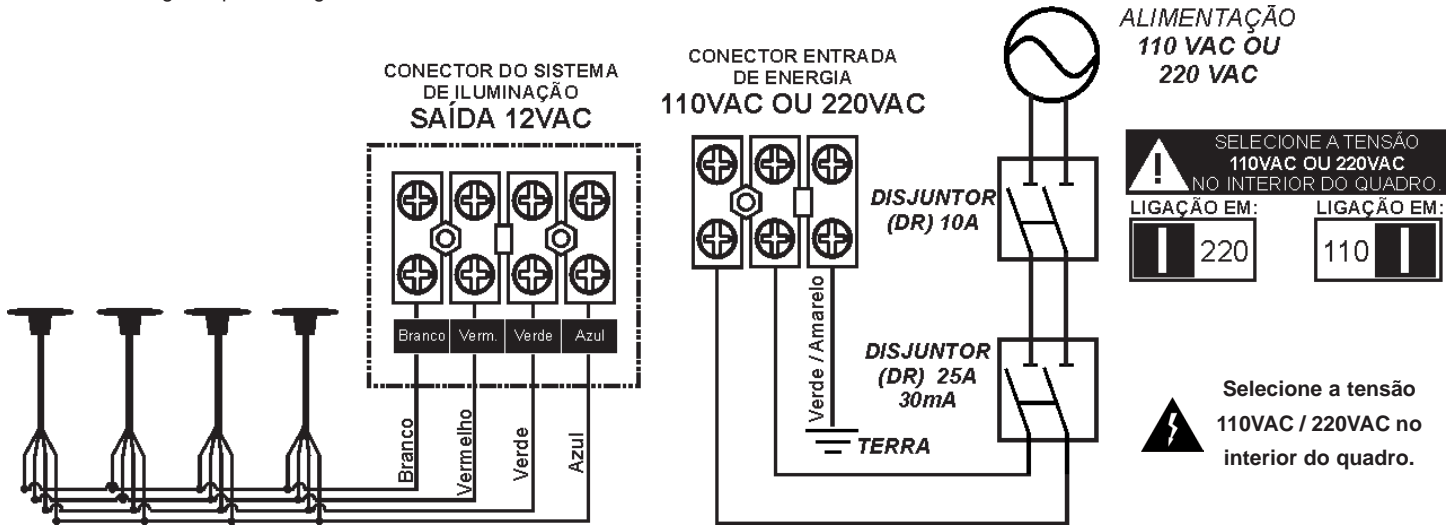 CONECTOR DO SISTEMA
DE ILUMINAÇÃO
SAÍDA 12VAC
CONECTOR ENTRADA
DE ENERGIA
110VAC OU 220VAC
ALIMENTAÇÃO
110 VAC OU
220 VAC
SELECIONE A TENSÃO
110VAC OU 220VAC
NO INTERIOR DO QUADRO.
LIGAÇÃO EM:
220
LIGAÇÃO EM:
110
DISJUNTOR
(DR) 10A
Branco
Verm.
Verde
Azul
Branco
Vermelho
Verde
Azul
Verde / Amarelo
TERRA
DISJUNTOR
(DR) 25A
30mA
Selecione a tensão
110VAC / 220VAC no
interior do quadro.